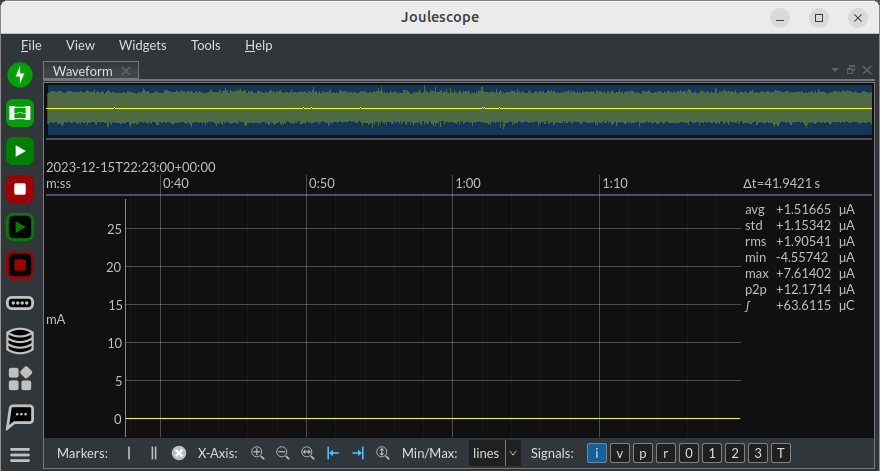 Joulescope
File View Widgets Tools Help
Waveform
2023-12-15T22:23:00+00:00
m:ss 0:40 0:50 1:00 1:10 Δt=41.9421 s
avg +1.51665 µA
std +1.15342 µA
rms +1.90541 µA
min -4.55742 µA
max +7.61402 µA
p2p +12.1714 µA
∫ +63.6115 µC
25
20
15
mA
10
5
0
Markers: X-Axis: Min/Max: lines Signals: i v p r 0 1 2 3 T